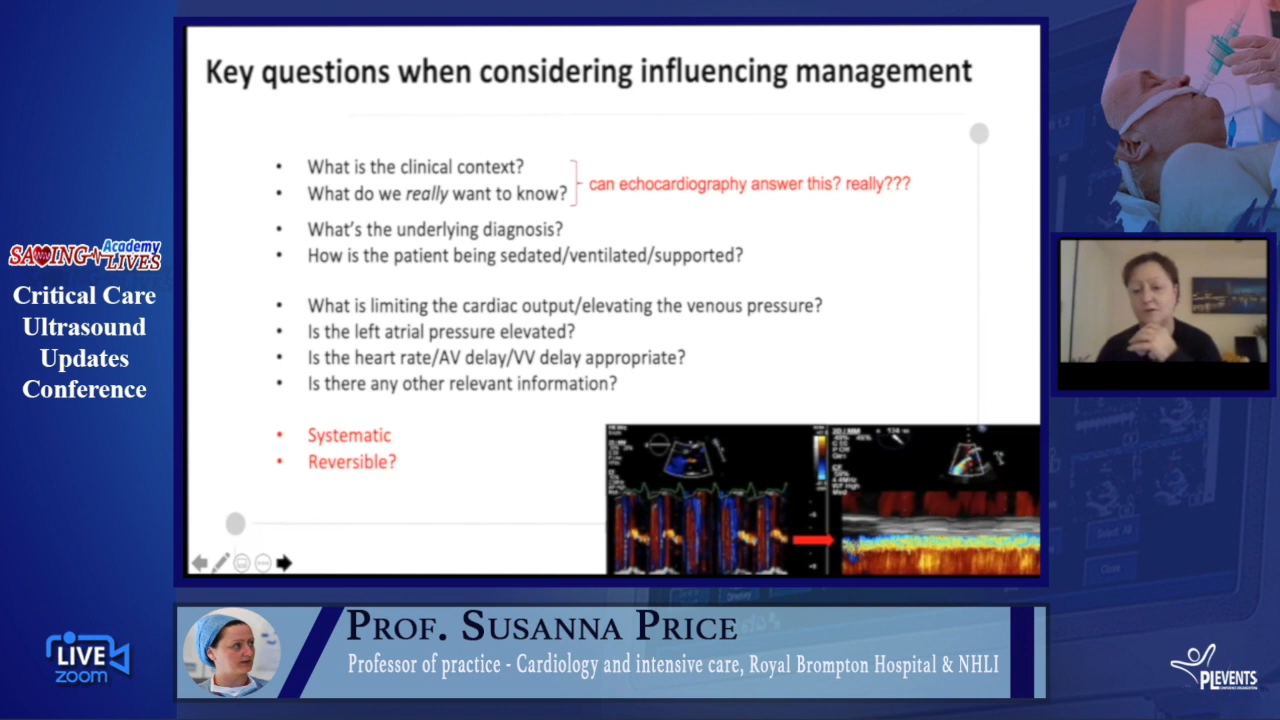 Key questions when considering influencing management
• What is the clinical context?
• What do we really want to know?
can echocardiography answer this? really???
• What's the underlying diagnosis?
• How is the patient being sedated/ventilated/supported?
• What is limiting the cardiac output/elevating the venous pressure?
• Is the left atrial pressure elevated?
• Is the heart rate/AV delay/VV delay appropriate?
• Is there any other relevant information?
• Systematic
• Reversible?
SAVING Academy
LIVES
Critical Care
Ultrasound
Updates
Conference
PROF. SUSANNA PRICE
Professor of practice - Cardiology and intensive care, Royal Brompton Hospital & NHLI
LIVE
zoom
PLEVENTS